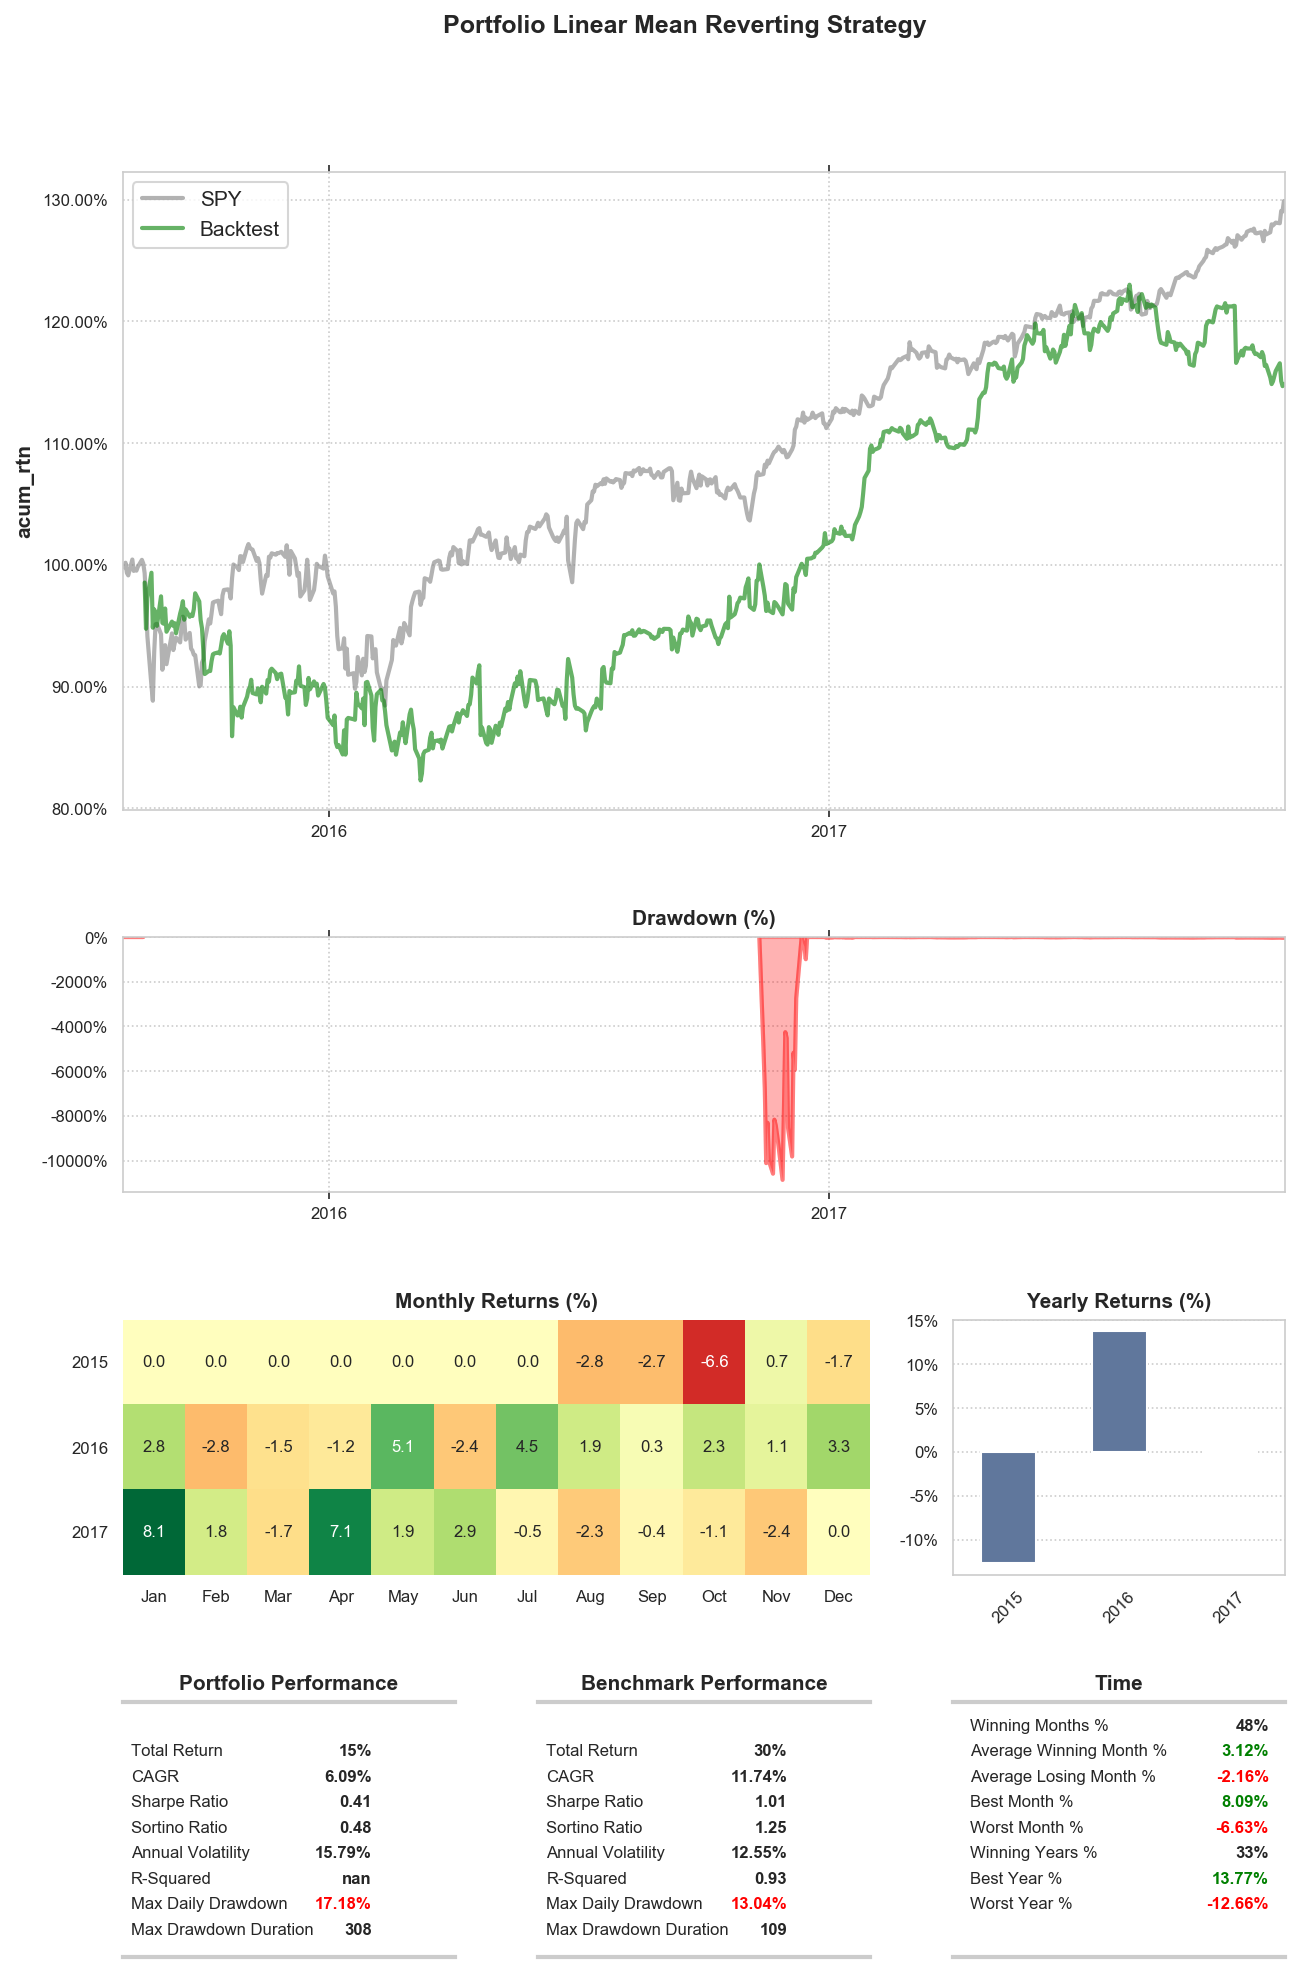 Portfolio Linear Mean Reverting Strategy
SPY
Backtest
130.00%
120.00%
110.00%
100.00%
90.00%
80.00%
acum_rtn
2016 2017
Drawdown (%)
0%
-2000%
-4000%
-6000%
-8000%
-10000%
2016 2017
Monthly Returns (%)
2015 0.0 0.0 0.0 0.0 0.0 0.0 0.0 -2.8 -2.7 -6.6 0.7 -1.7
2016 2.8 -2.8 -1.5 -1.2 5.1 -2.4 4.5 1.9 0.3 2.3 1.1 3.3
2017 8.1 1.8 -1.7 7.1 1.9 2.9 -0.5 -2.3 -0.4 -1.1 -2.4 0.0
Jan Feb Mar Apr May Jun Jul Aug Sep Oct Nov Dec
Yearly Returns (%)
15%
10%
5%
0%
-5%
-10%
2015 2016 2017
Portfolio Performance
Total Return 15%
CAGR 6.09%
Sharpe Ratio 0.41
Sortino Ratio 0.48
Annual Volatility 15.79%
R-Squared nan
Max Daily Drawdown 17.18%
Max Drawdown Duration 308
Benchmark Performance
Total Return 30%
CAGR 11.74%
Sharpe Ratio 1.01
Sortino Ratio 1.25
Annual Volatility 12.55%
R-Squared 0.93
Max Daily Drawdown 13.04%
Max Drawdown Duration 109
Time
Winning Months % 48%
Average Winning Month % 3.12%
Average Losing Month % -2.16%
Best Month % 8.09%
Worst Month % -6.63%
Winning Years % 33%
Best Year % 13.77%
Worst Year % -12.66%